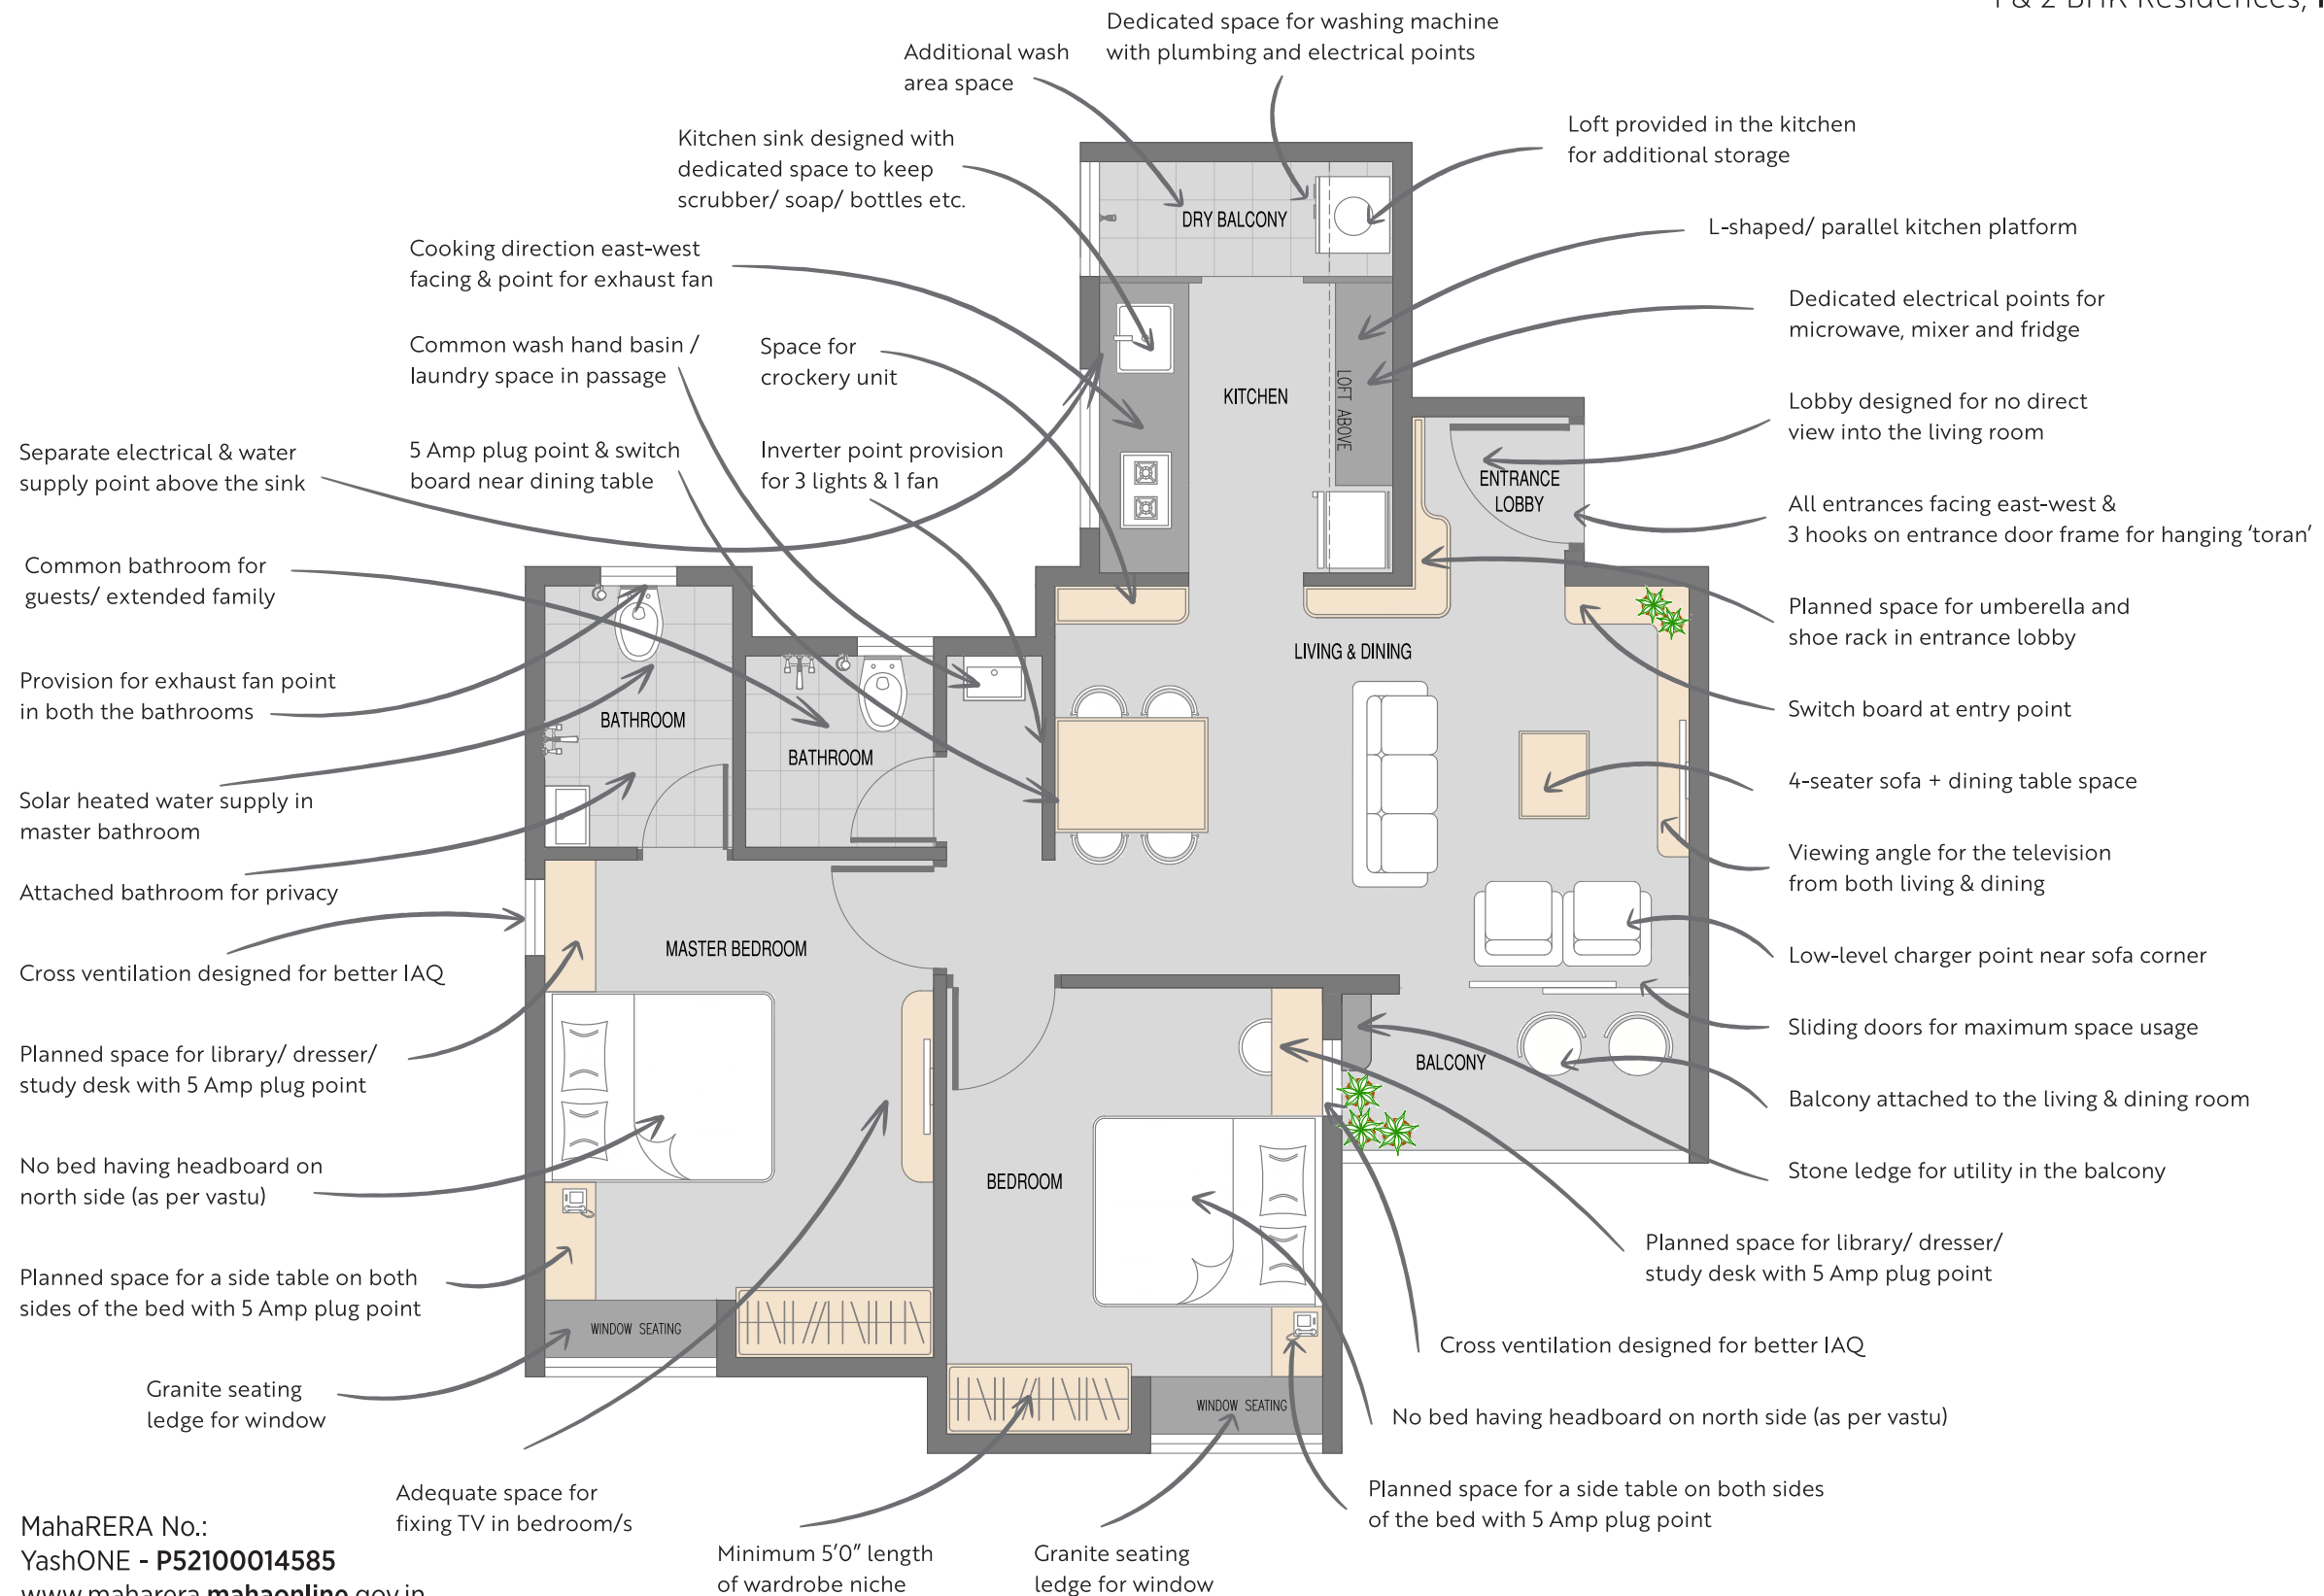 1 & 2 BHK Residences,
Dedicated space for washing machine
with plumbing and electrical points
Additional wash
area space
Kitchen sink designed with
dedicated space to keep
scrubber/ soap/ bottles etc.
Loft provided in the kitchen
for additional storage
L-shaped/ parallel kitchen platform
Cooking direction east-west
facing & point for exhaust fan
Dedicated electrical points for
microwave, mixer and fridge
Common wash hand basin /
laundry space in passage
Space for
crockery unit
Lobby designed for no direct
view into the living room
Separate electrical & water
supply point above the sink
5 Amp plug point & switch
board near dining table
Inverter point provision
for 3 lights & 1 fan
All entrances facing east-west &
3 hooks on entrance door frame for hanging ‘toran’
Common bathroom for
guests/ extended family
Planned space for umberella and
shoe rack in entrance lobby
Provision for exhaust fan point
in both the bathrooms
Switch board at entry point
Solar heated water supply in
master bathroom
4-seater sofa + dining table space
Attached bathroom for privacy
Viewing angle for the television
from both living & dining
Cross ventilation designed for better IAQ
Low-level charger point near sofa corner
Planned space for library/ dresser/
study desk with 5 Amp plug point
Sliding doors for maximum space usage
Balcony attached to the living & dining room
No bed having headboard on
north side (as per vastu)
Stone ledge for utility in the balcony
Planned space for a side table on both
sides of the bed with 5 Amp plug point
Planned space for library/ dresser/
study desk with 5 Amp plug point
Cross ventilation designed for better IAQ
Granite seating
ledge for window
No bed having headboard on north side (as per vastu)
Adequate space for
fixing TV in bedroom/s
Planned space for a side table on both sides
of the bed with 5 Amp plug point
Minimum 5’0” length
of wardrobe niche
Granite seating
ledge for window
DRY BALCONY
KITCHEN
LOFT ABOVE
ENTRANCE
LOBBY
LIVING & DINING
BATHROOM
BATHROOM
MASTER BEDROOM
BALCONY
BEDROOM
WINDOW SEATING
WINDOW SEATING
MahaRERA No.:
YashONE - P52100014585
www.maharera.mahaonline.gov.in